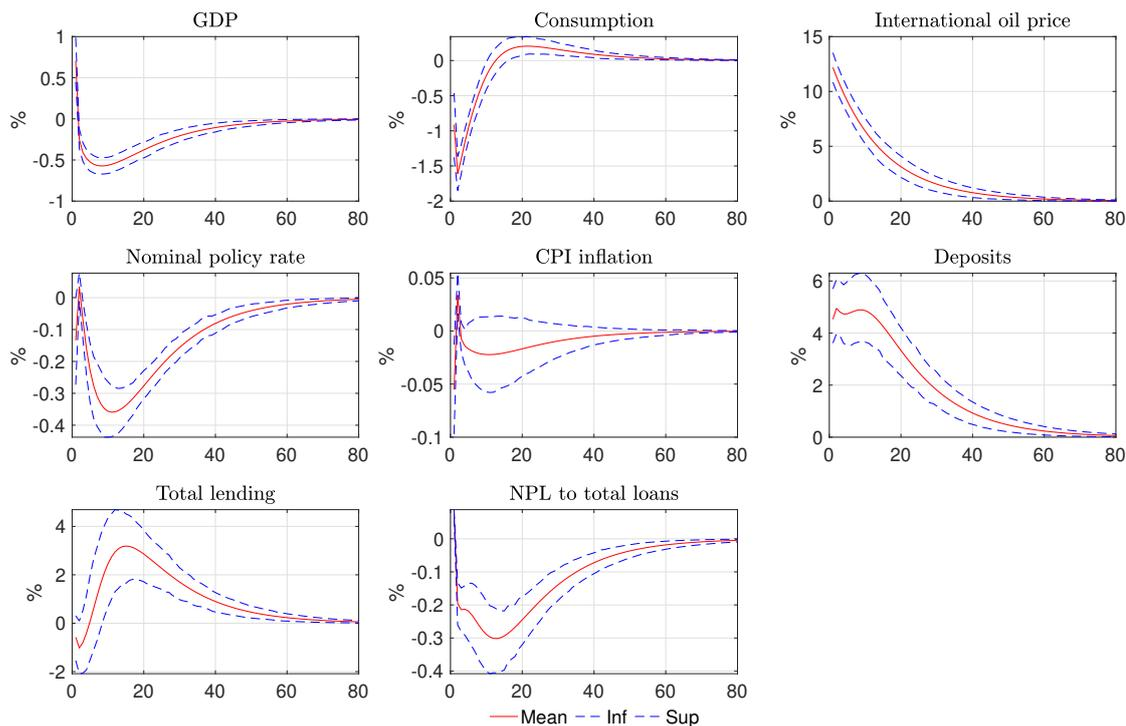 GDP
Consumption
International oil price
1
0.5
0
-0.5
-1
%
0 20 40 60 80
0
-0.5
-1
-1.5
-2
%
0 20 40 60 80
15
10
5
0
%
0 20 40 60 80
Nominal policy rate
CPI inflation
Deposits
0
-0.1
-0.2
-0.3
-0.4
%
0 20 40 60 80
0.05
0
-0.05
-0.1
%
0 20 40 60 80
6
4
2
0
%
0 20 40 60 80
Total lending
NPL to total loans
4
2
0
-2
%
0 20 40 60 80
0
-0.1
-0.2
-0.3
-0.4
%
0 20 40 60 80
Mean Inf Sup